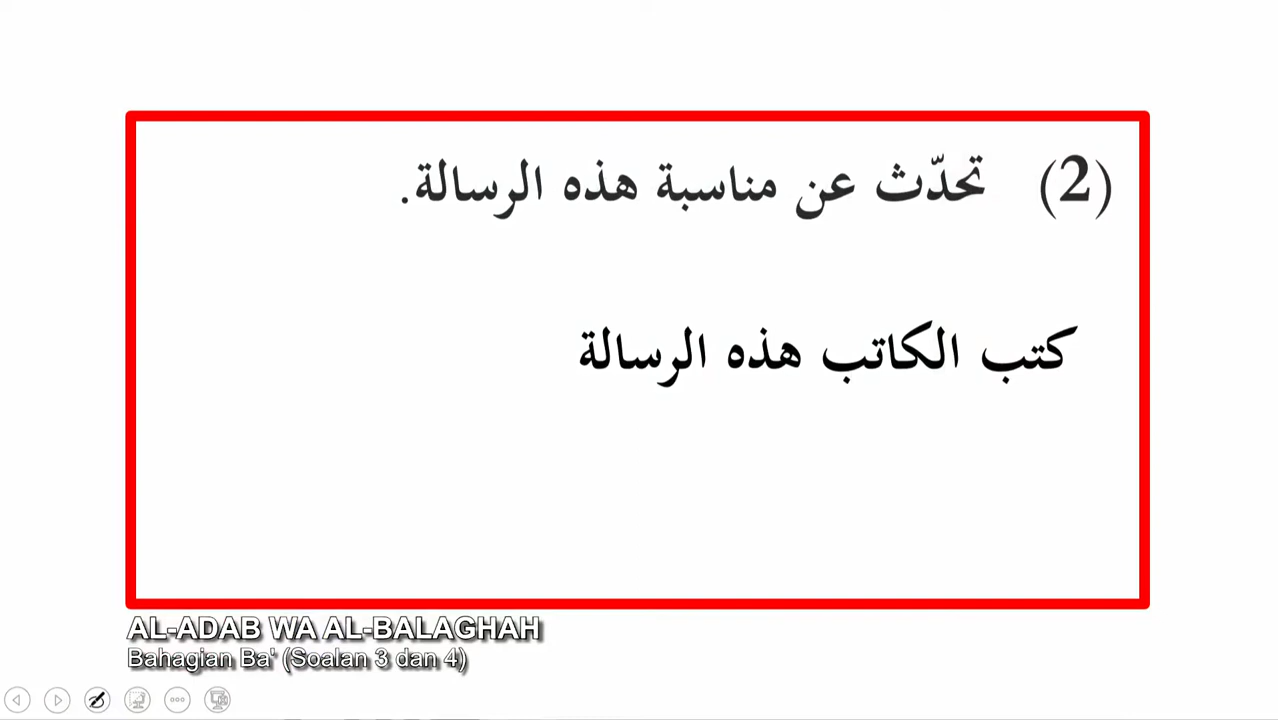 (2) تحدّث عن مناسبة هذه الرسالة.
كتب الكاتب هذه الرسالة
AL-ADAB WA AL-BALAGHAH
Bahagian Ba' (Soalan 3 dan 4)